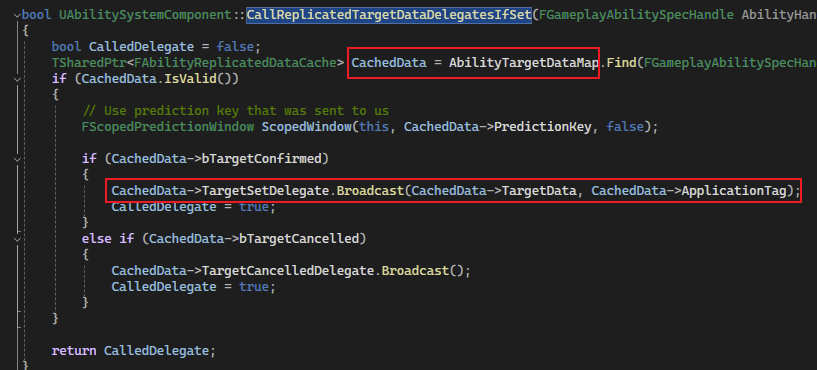 bool UAbilitySystemComponent::CallReplicatedTargetDataDelegatesIfSet(FGameplayAbilitySpecHandle AbilityHan
{
bool CalledDelegate = false;
TSharedPtr<FAbilityReplicatedDataCache> CachedData = AbilityTargetDataMap.Find(FGameplayAbilitySpecHan
if (CachedData.IsValid())
{
// Use prediction key that was sent to us
FScopedPredictionWindow ScopedWindow(this, CachedData->PredictionKey, false);
if (CachedData->bTargetConfirmed)
{
CachedData->TargetSetDelegate.Broadcast(CachedData->TargetData, CachedData->ApplicationTag);
CalledDelegate = true;
}
else if (CachedData->bTargetCancelled)
{
CachedData->TargetCancelledDelegate.Broadcast();
CalledDelegate = true;
}
}
return CalledDelegate;
}